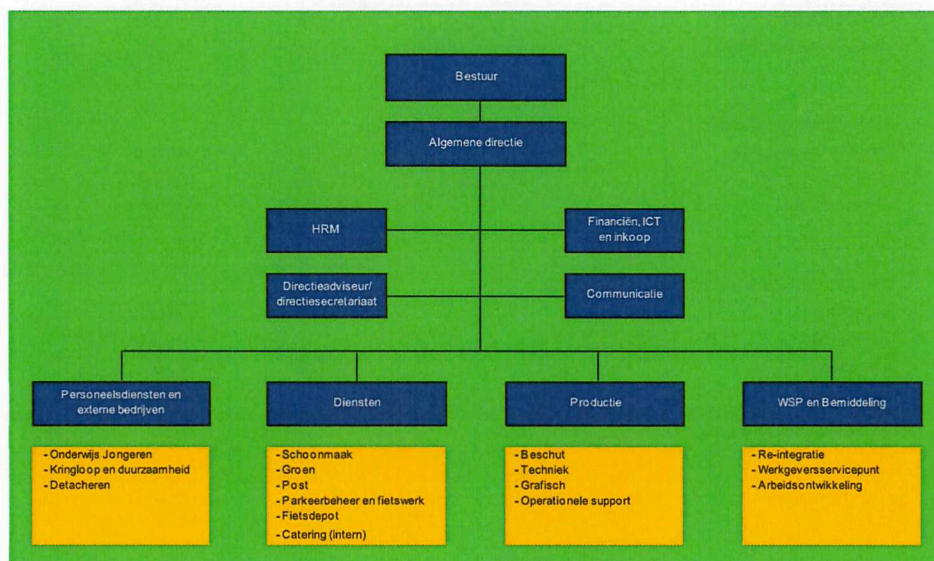 Bestuur
Algemene directie
HRM
Financiën, ICT
en inkoop
Directieadviseur/
directiesecretariaat
Communicatie
Personeelsdiensten en
externe bedrijven
Diensten
Productie
WSP en Bemiddeling
- Onderwijs Jongeren
- Kringloop en duurzaamheid
- Detacheren
- Schoonmaak
- Groen
- Post
- Parkeerbeheer en fietswerk
- Fietsdepot
- Catering (intern)
- Beschut
- Techniek
- Grafisch
- Operationele support
- Re-integratie
- Werkgeversservicepunt
- Arbeidsontwikkeling